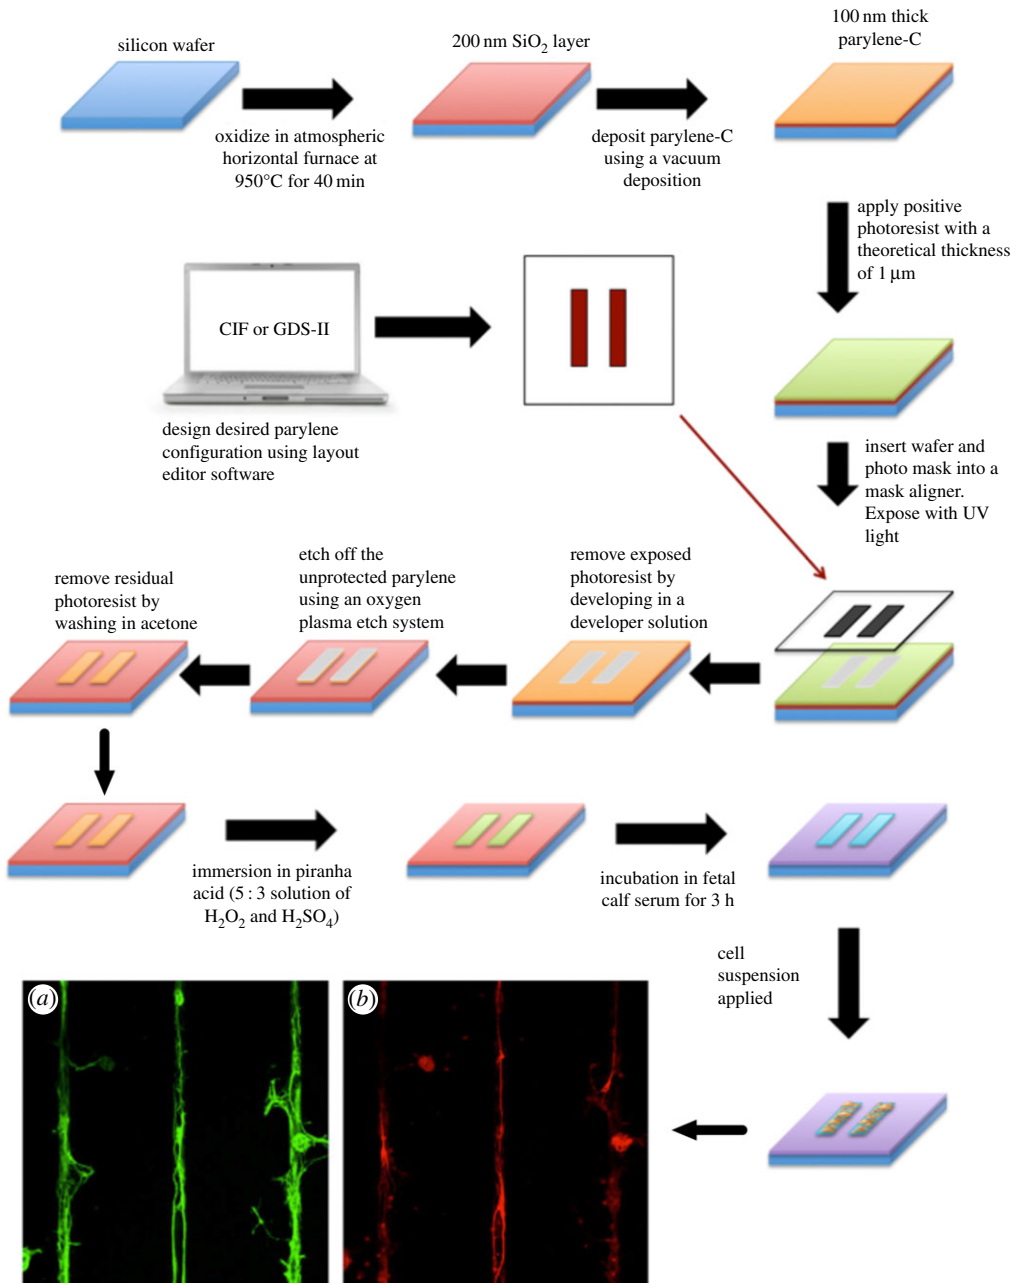 silicon wafer
200 nm SiO₂ layer
100 nm thick
parylene-C
oxidize in atmospheric
horizontal furnace at
950°C for 40 min
deposit parylene-C
using a vacuum
deposition
apply positive
photoresist with a
theoretical thickness
of 1 µm
CIF or GDS-II
design desired parylene
configuration using layout
editor software
insert wafer and
photo mask into a
mask aligner.
Expose with UV
light
remove exposed
photoresist by
developing in a
developer solution
etch off the
unprotected parylene
using an oxygen
plasma etch system
remove residual
photoresist by
washing in acetone
immersion in piranha
acid (5 : 3 solution of
H₂O₂ and H₂SO₄)
incubation in fetal
calf serum for 3 h
cell
suspension
applied
(a)
(b)